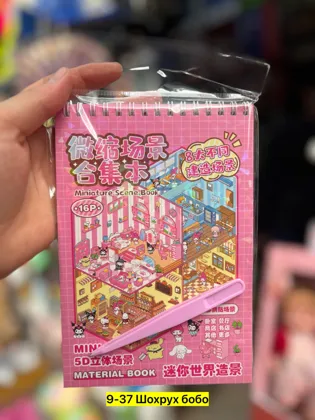 微缩场景
合集本
Miniature Scene Book
16P
8大不同
建造场景
MINI
5D立体场景
MATERIAL BOOK
迷你世界造景
9-37 Шохрух бобо